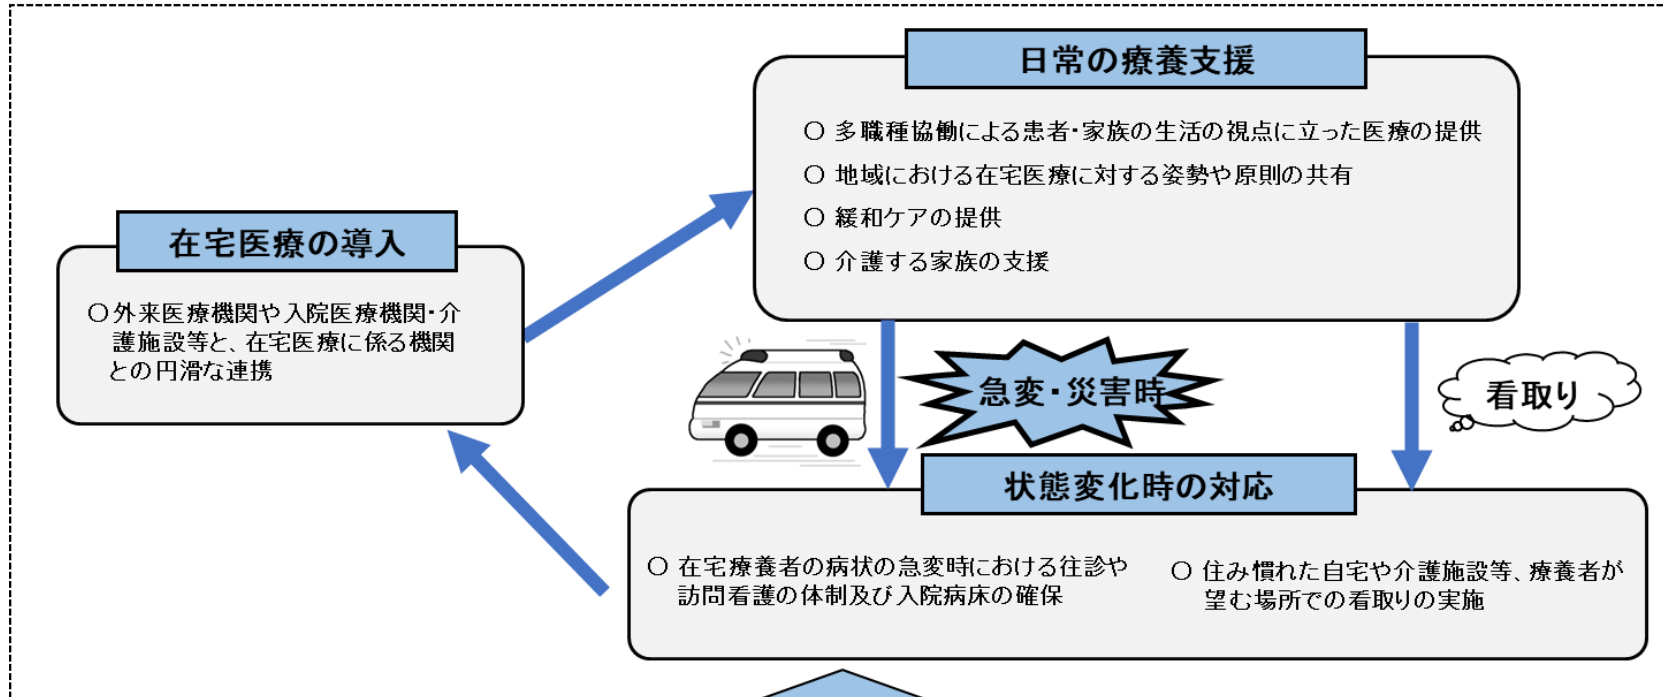 日常の療養支援
〇 多職種協働による患者・家族の生活の視点に立った医療の提供
〇 地域における在宅医療に対する姿勢や原則の共有
〇 緩和ケアの提供
〇 介護する家族の支援
在宅医療の導入
〇外来医療機関や入院医療機関・介
護施設等と、在宅医療に係る機関
との円滑な連携
急変・災害時
看取り
状態変化時の対応
〇 在宅療養者の病状の急変時における往診や
訪問看護の体制及び入院病床の確保
〇 住み慣れた自宅や介護施設等、療養者が
望む場所での看取りの実施